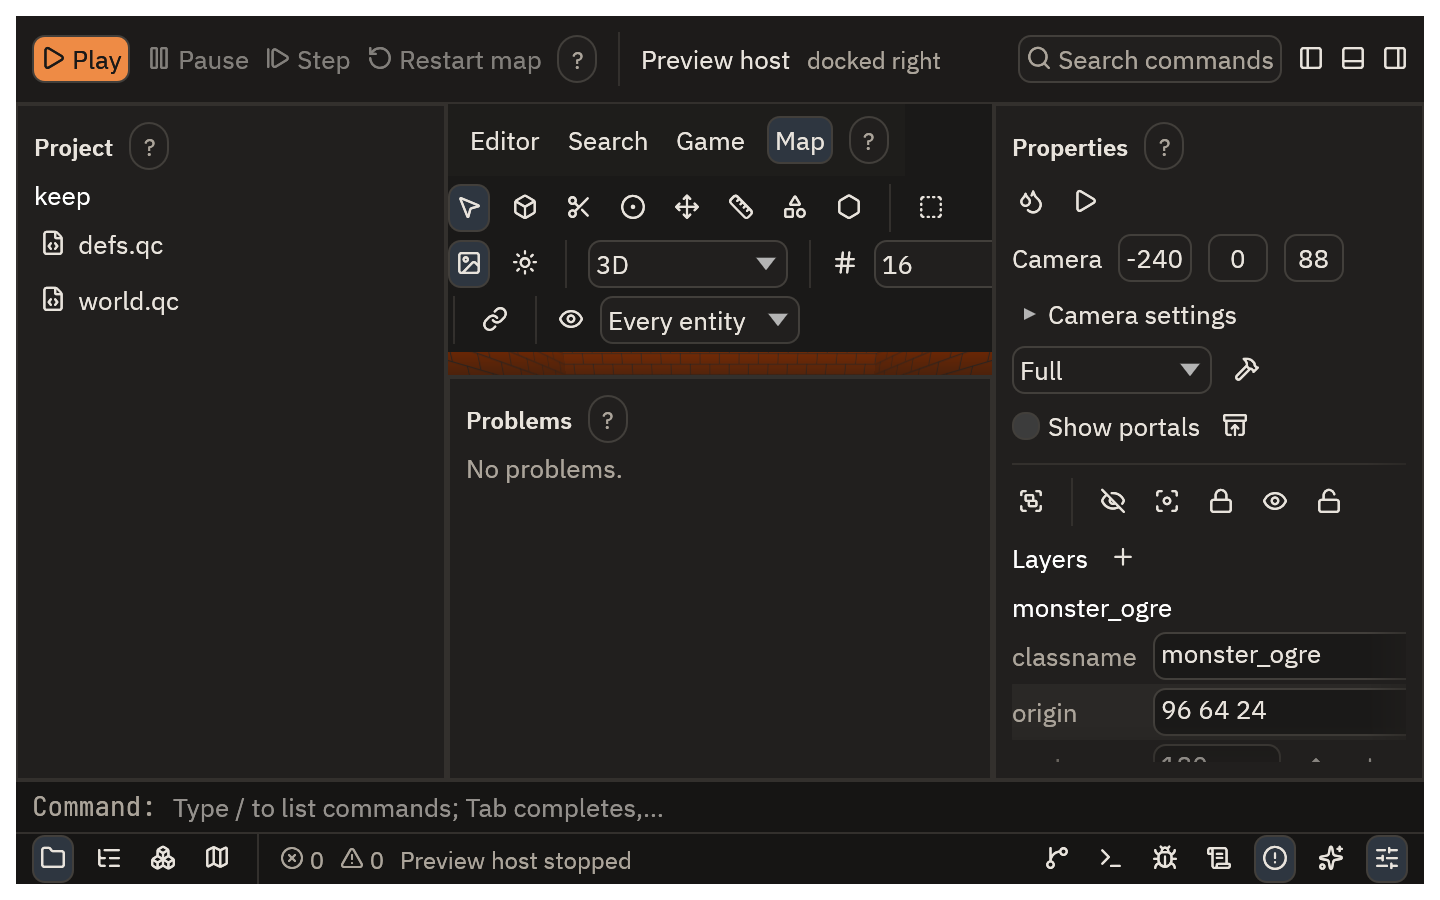 Play Pause Step Restart map ? Preview host docked right Search commands
Project ?
keep
defs.qc
world.qc
Editor Search Game Map ?
3D # 16
Every entity
Problems ?
No problems.
Properties ?
Camera -240 0 88
Camera settings
Full
Show portals
Layers +
monster_ogre
classname monster_ogre
origin 96 64 24
Command: Type / to list commands; Tab completes,...
0 0 Preview host stopped